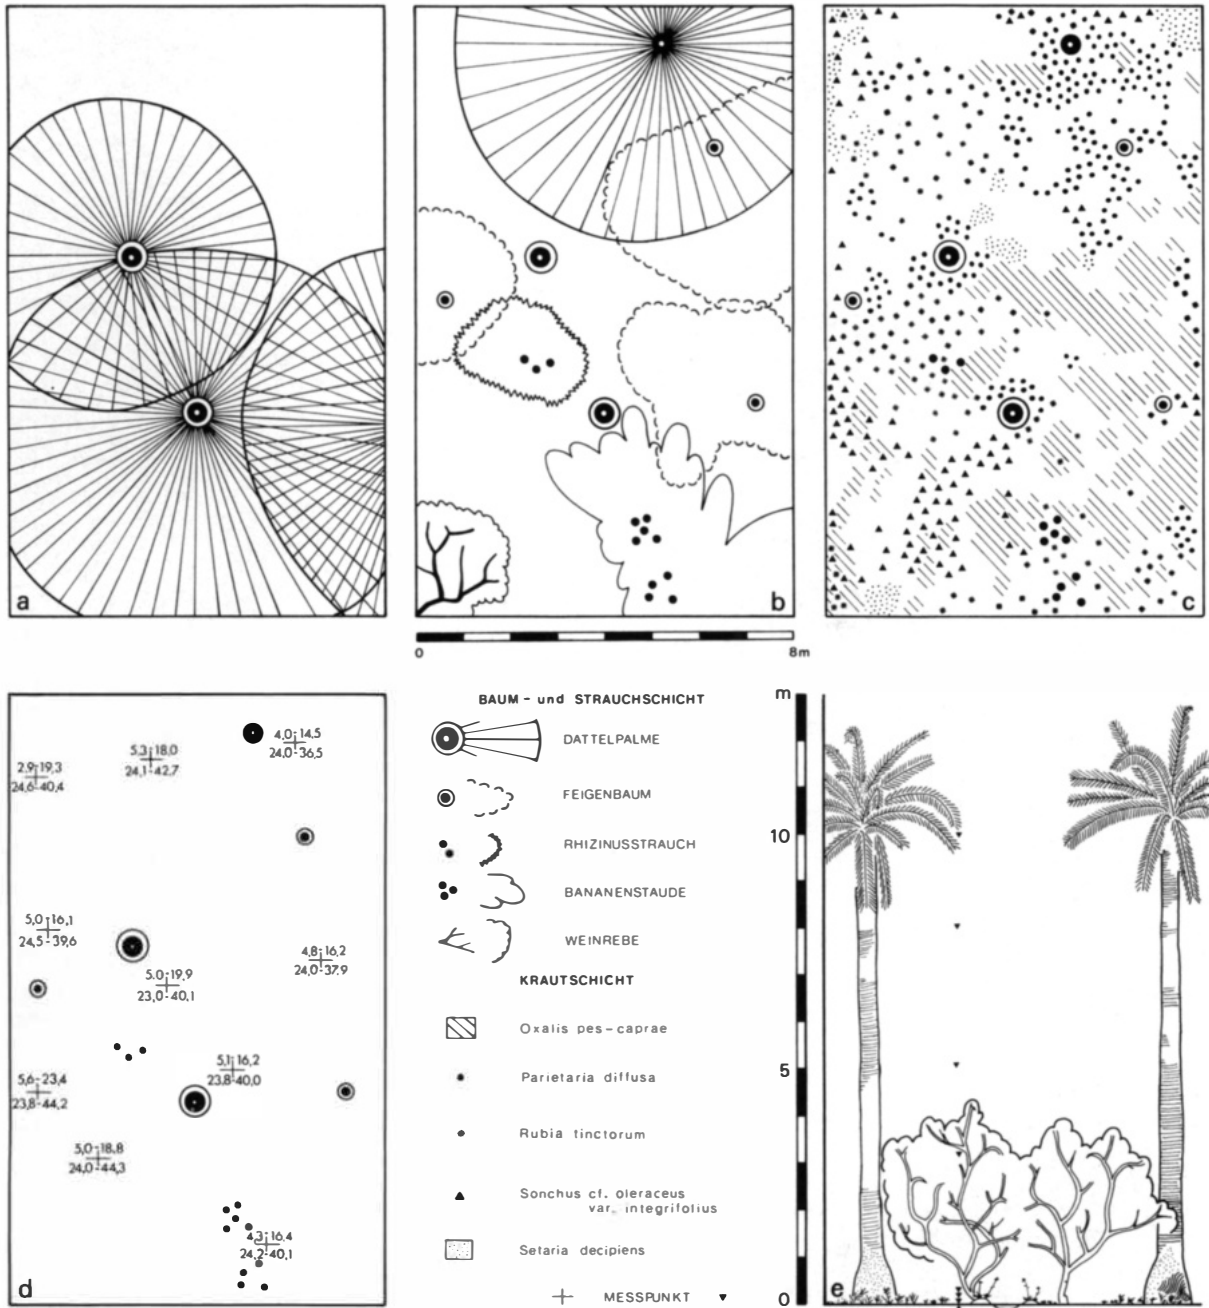 a
b
c
0 8m
d
4,0-14,5
24,0-36,5
5,3-18,0
24,1-42,7
2,9-19,3
24,6-40,4
5,0-16,1
24,5-39,6
4,8-16,2
24,0-37,9
5,0-19,9
23,0-40,1
5,1-16,2
23,8-40,0
5,6-23,4
23,8-44,2
5,0-18,8
24,0-44,3
4,3-16,4
24,2-40,1
BAUM- und STRAUCHSCHICHT
DATTELPALME
FEIGENBAUM
RHIZINUSSTRAUCH
BANANENSTAUDE
WEINREBE
KRAUTSCHICHT
Oxalis pes-caprae
Parietaria diffusa
Rubia tinctorum
Sonchus cf. oleraceus
var. integrifolius
Setaria decipiens
MESSPUNKT
m
10
5
0
e